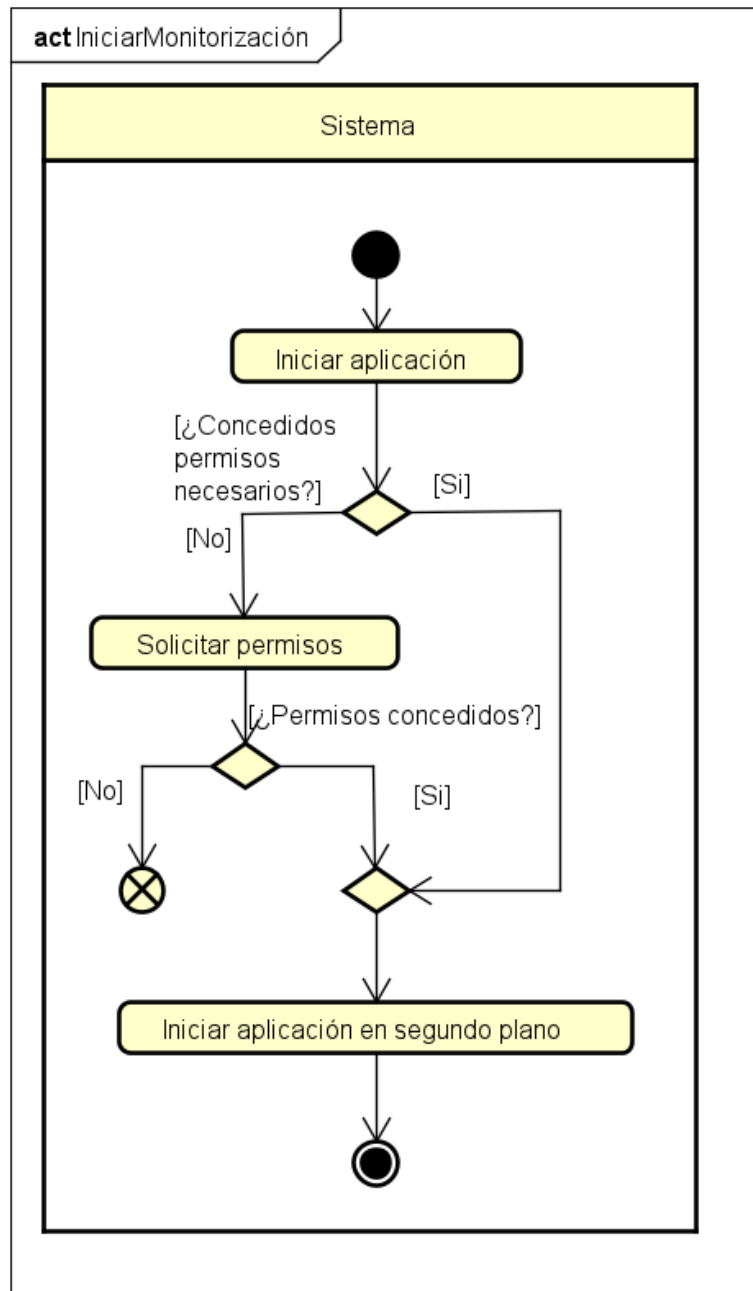 act IniciarMonitorización
Sistema
Iniciar aplicación
[¿Concedidos
permisos
necesarios?]
[Si]
[No]
Solicitar permisos
[¿Permisos concedidos?]
[No]
[Si]
Iniciar aplicación en segundo plano